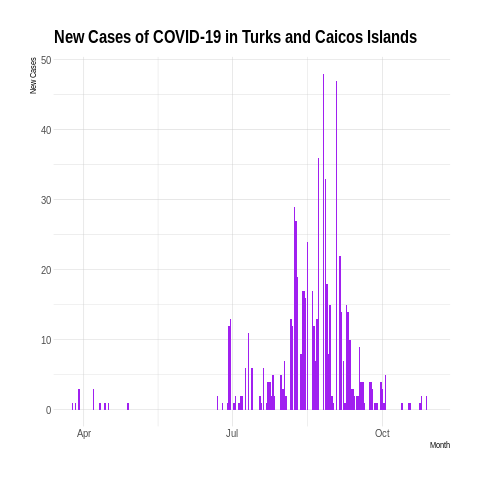 New Cases of COVID-19 in Turks and Caicos Islands
New Cases
50
40
30
20
10
0
Apr
Jul
Oct
Month